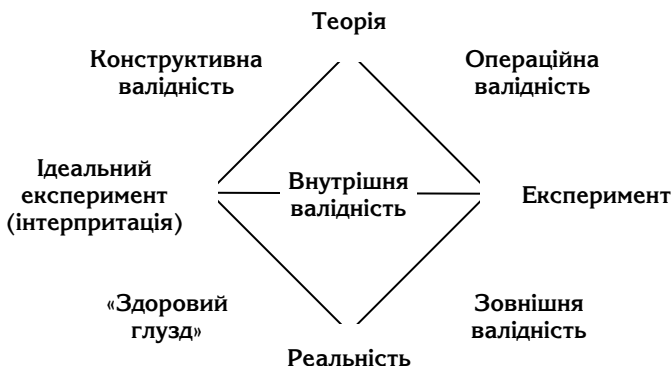 Теорія
Конструктивна
валідність
Операційна
валідність
Ідеальний
експеримент
(інтерпритація)
Внутрішня
валідність
Експеримент
«Здоровий
глузд»
Зовнішня
валідність
Реальність